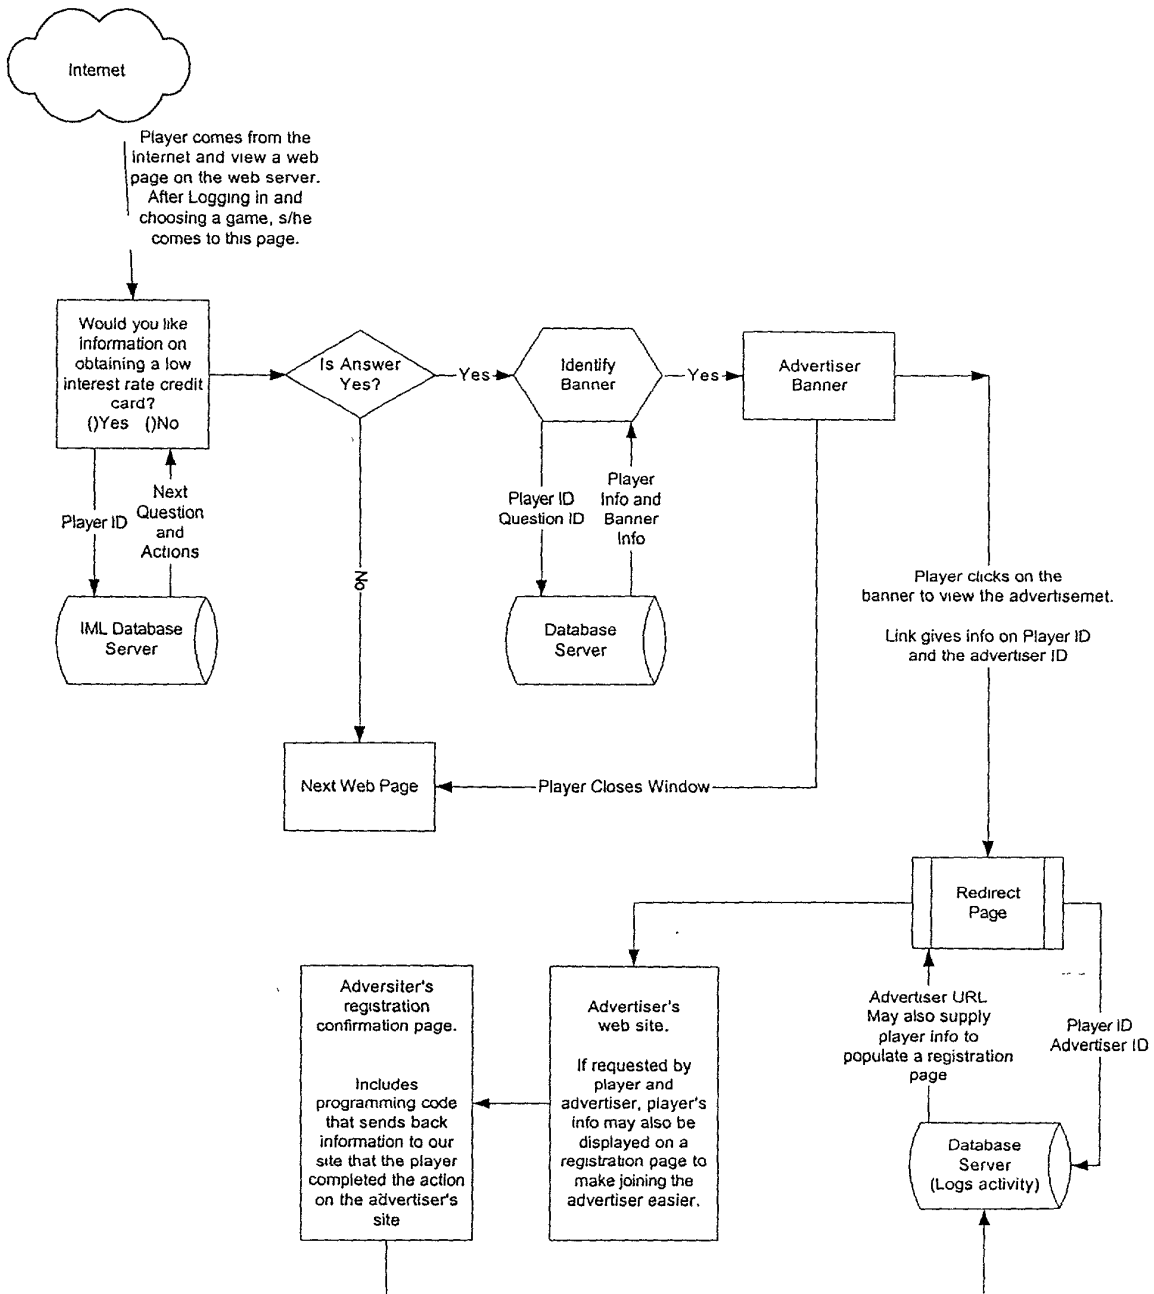 Internet
Player comes from the
Internet and view a web
page on the web server.
After Logging in and
choosing a game, s/he
comes to this page.
Would you like
information on
obtaining a low
interest rate credit
card?
()Yes ()No
Is Answer
Yes?
Yes
Identify
Banner
Yes
Advertiser
Banner
Player ID
Next
Question
and
Actions
Player ID
Question ID
Player
Info and
Banner
Info
No
IML Database
Server
Database
Server
Player clicks on the
banner to view the advertisemet.
Link gives info on Player ID
and the advertiser ID
Next Web Page
Player Closes Window
Redirect
Page
Adversiter's
registration
confirmation page.
Includes
programming code
that sends back
information to our
site that the player
completed the action
on the advertiser's
site
Advertiser's
web site.
If requested by
player and
advertiser, player's
info may also be
displayed on a
registration page to
make joining the
advertiser easier.
Advertiser URL
May also supply
player info to
populate a registration
page
Player ID
Advertiser ID
Database
Server
(Logs activity)